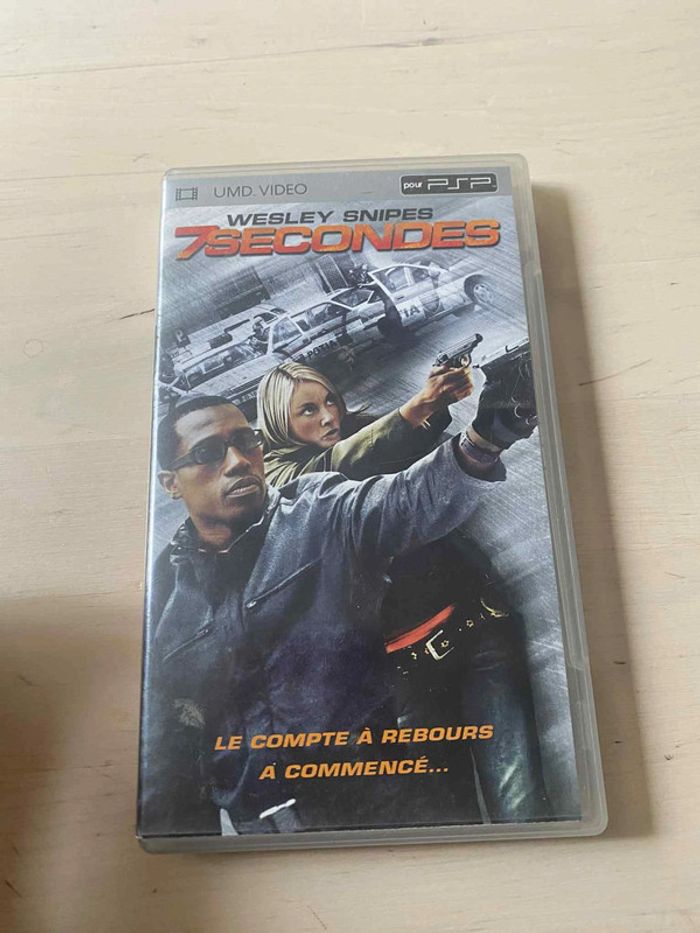 UMD. VIDEO
pour PSP
WESLEY SNIPES
7SECONDES
LE COMPTE À REBOURS
A COMMENCÉ...